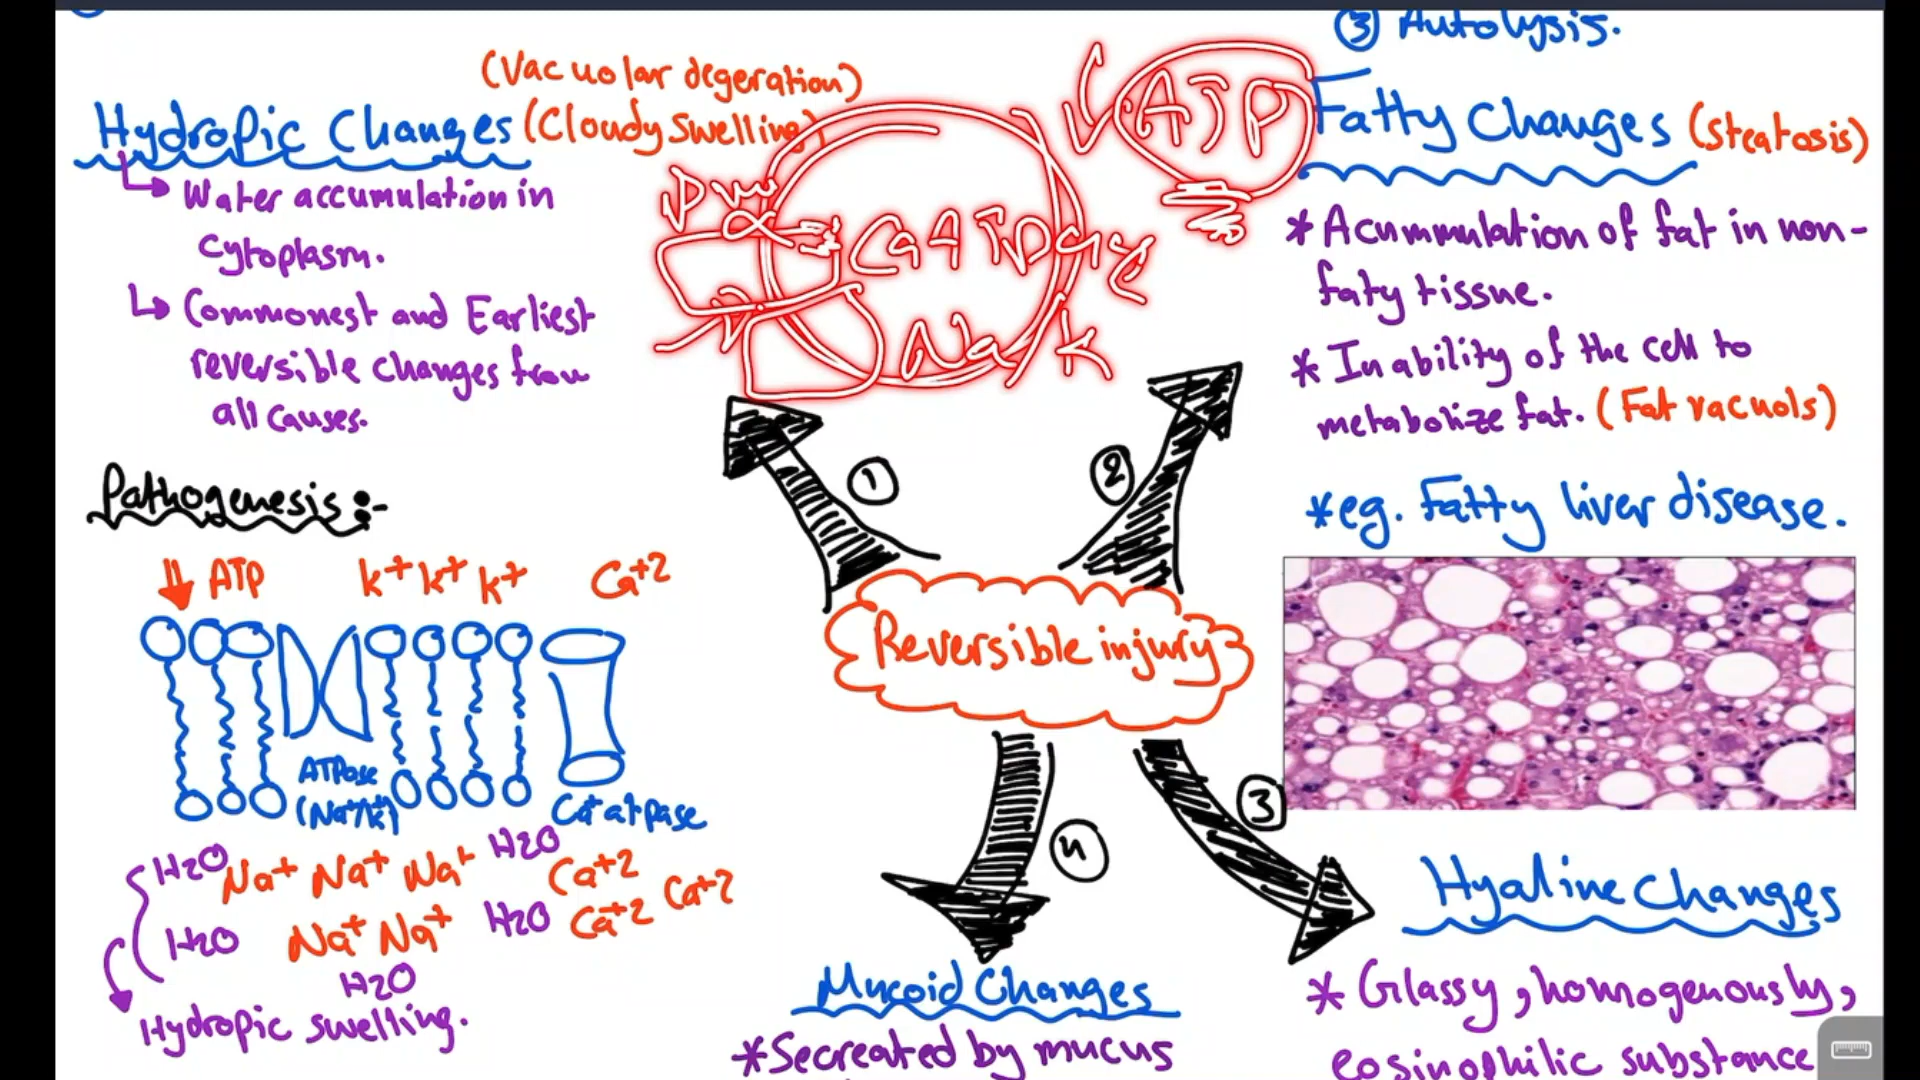 (Vacuolar degeration)
Hydropic Changes (Cloudy swelling)
Water accumulation in
Cytoplasm.
Commonest and Earliest
reversible changes from
all causes.
Pathogenesis:-
ATP K+ K+ K+ Ca+2
ATPase
(Na+/K+)
Ca+ atpase
H2O Na+ Na+ Na+ H2O Ca+2
H2O Na+ Na+ H2O Ca+2 Ca+2
H2O
Hydropic swelling.
ATP
Ca ATPase
Na/K
1
2
Reversible injury
3
4
Mucoid Changes
*Secreated by mucus
3 Autolysis.
Fatty Changes (steatosis)
* Acummulation of fat in non-
faty tissue.
* Inability of the cell to
metabolize fat. (Fat vacuols)
*eg. Fatty liver disease.
Hyaline Changes
* Glassy, homogenously,
eosinophilic substance